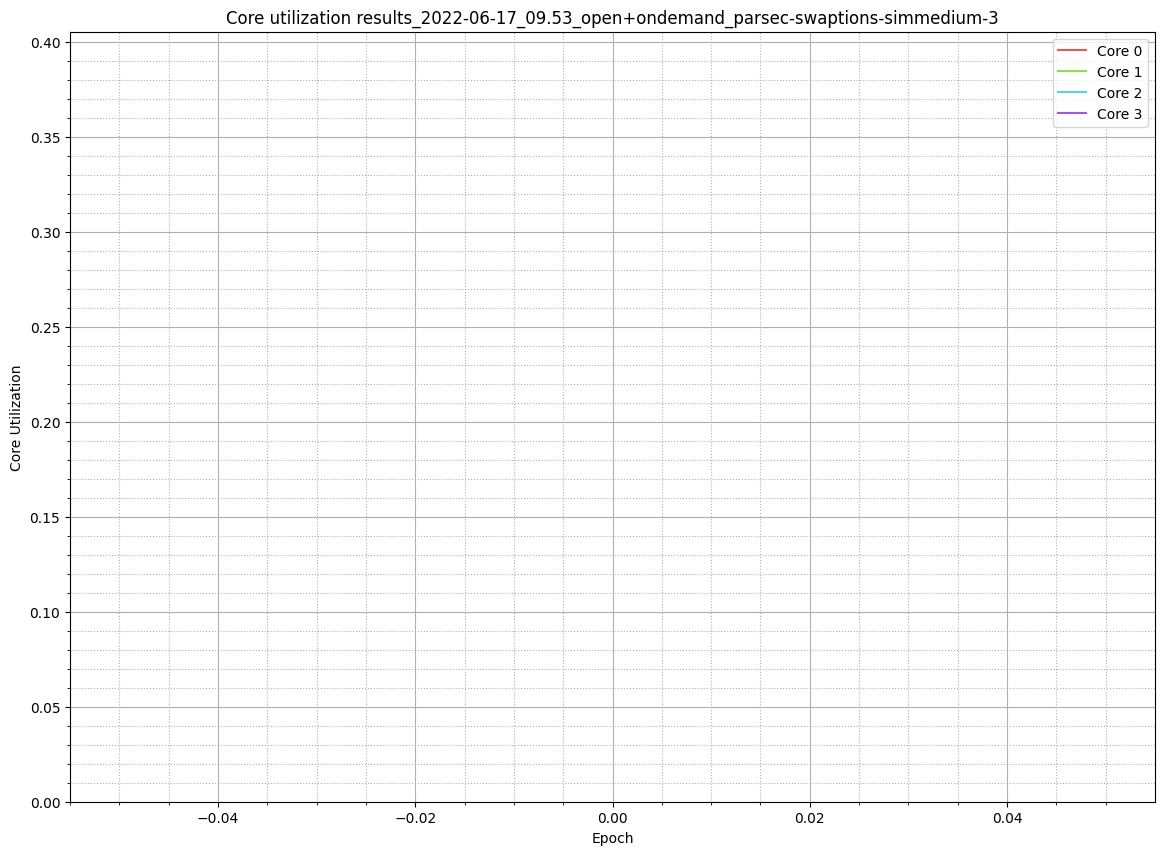 Core utilization results_2022-06-17_09.53_open+ondemand_parsec-swaptions-simmedium-3
Core 0
Core 1
Core 2
Core 3
0.40
0.35
0.30
0.25
0.20
0.15
0.10
0.05
0.00
Core Utilization
−0.04 −0.02 0.00 0.02 0.04
Epoch